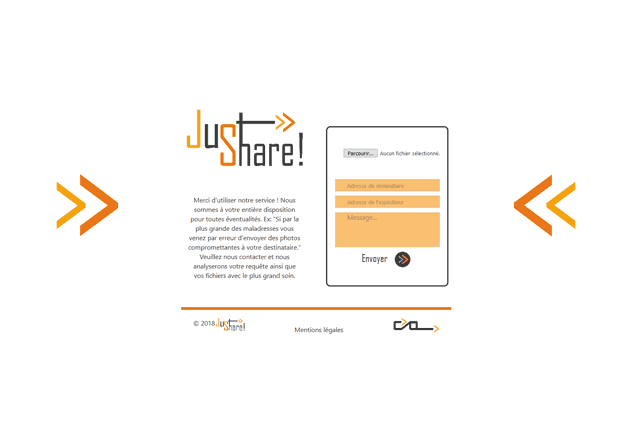 JuSthare!
Merci d'utiliser notre service ! Nous
sommes à votre entière disposition
pour toutes éventualités. Ex: "Si par la
plus grande des maladresses vous
venez par erreur d'envoyer des photos
compromettantes à votre destinataire."
Veuillez nous contacter et nous
analyserons votre requête ainsi que
vos fichiers avec le plus grand soin.
Parcourir... Aucun fichier sélectionné.
Adresse du destinataire
Adresse de l'expéditeur
Message...
Envoyer
© 2018 JuSthare!
Mentions légales